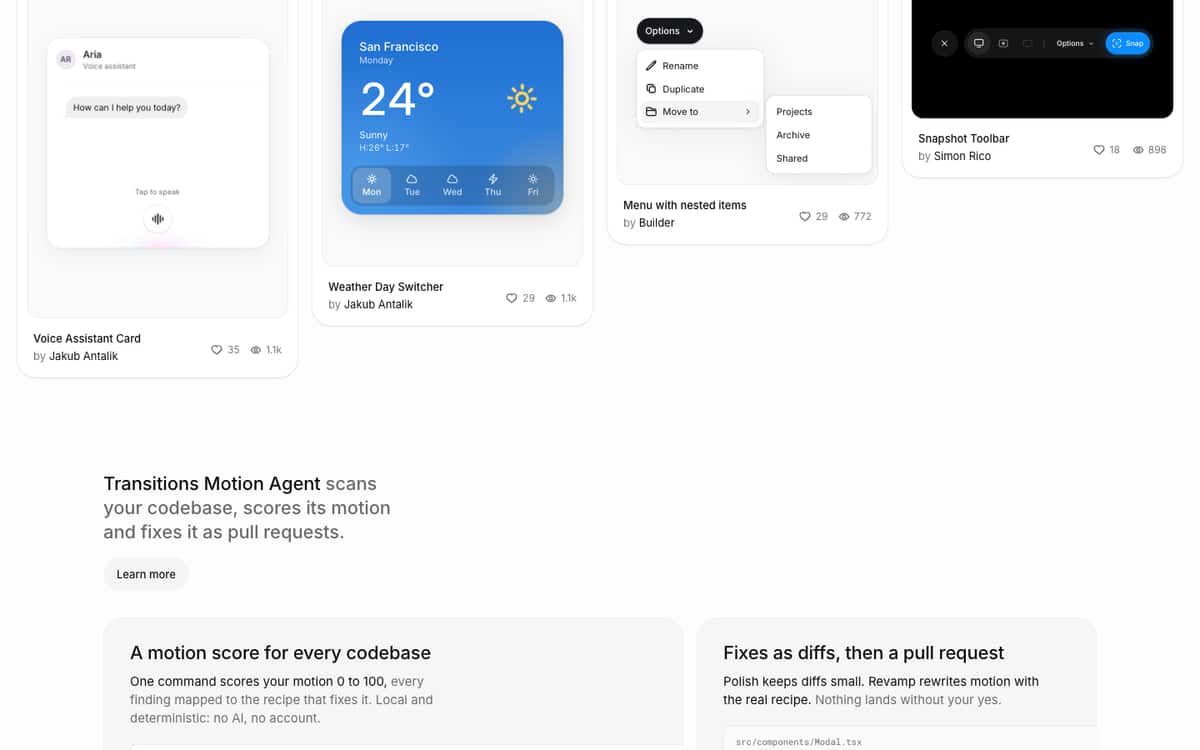 AR
Aria
Voice assistant
How can I help you today?
Tap to speak
Voice Assistant Card
by Jakub Antalik
35
1.1k
San Francisco
Monday
24°
Sunny
H:26° L:17°
Mon
Tue
Wed
Thu
Fri
Weather Day Switcher
by Jakub Antalik
29
1.1k
Options
Rename
Duplicate
Move to
Projects
Archive
Shared
Menu with nested items
by Builder
29
772
Options
Snap
Snapshot Toolbar
by Simon Rico
18
898
Transitions Motion Agent scans
your codebase, scores its motion
and fixes it as pull requests.
Learn more
A motion score for every codebase
One command scores your motion 0 to 100, every
finding mapped to the recipe that fixes it. Local and
deterministic: no AI, no account.
Fixes as diffs, then a pull request
Polish keeps diffs small. Revamp rewrites motion with
the real recipe. Nothing lands without your yes.
src/components/Modal.tsx